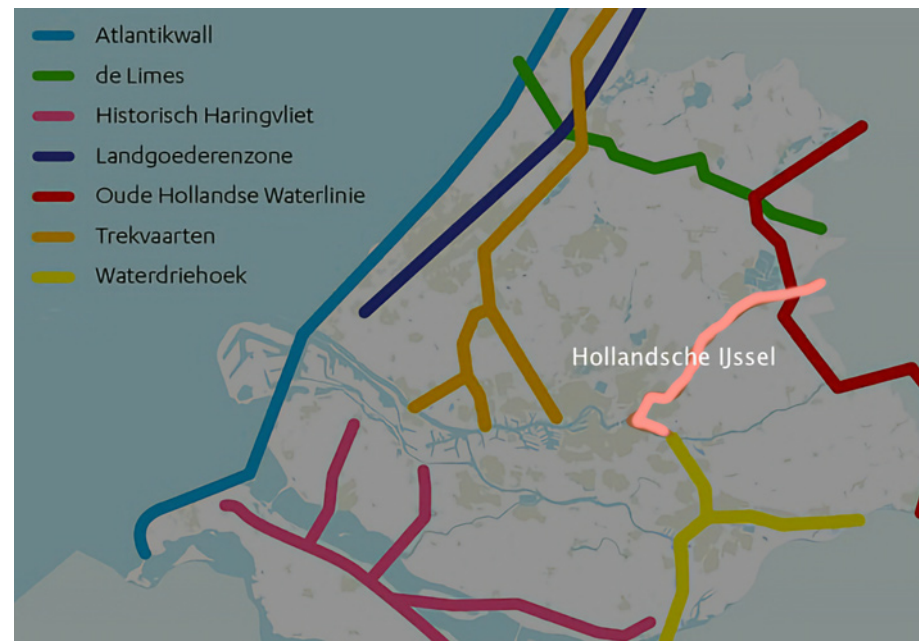 Atlantikwall
de Limes
Historisch Haringvliet
Landgoederenzone
Oude Hollandse Waterlinie
Trekvaarten
Waterdriehoek
Hollandsche IJssel